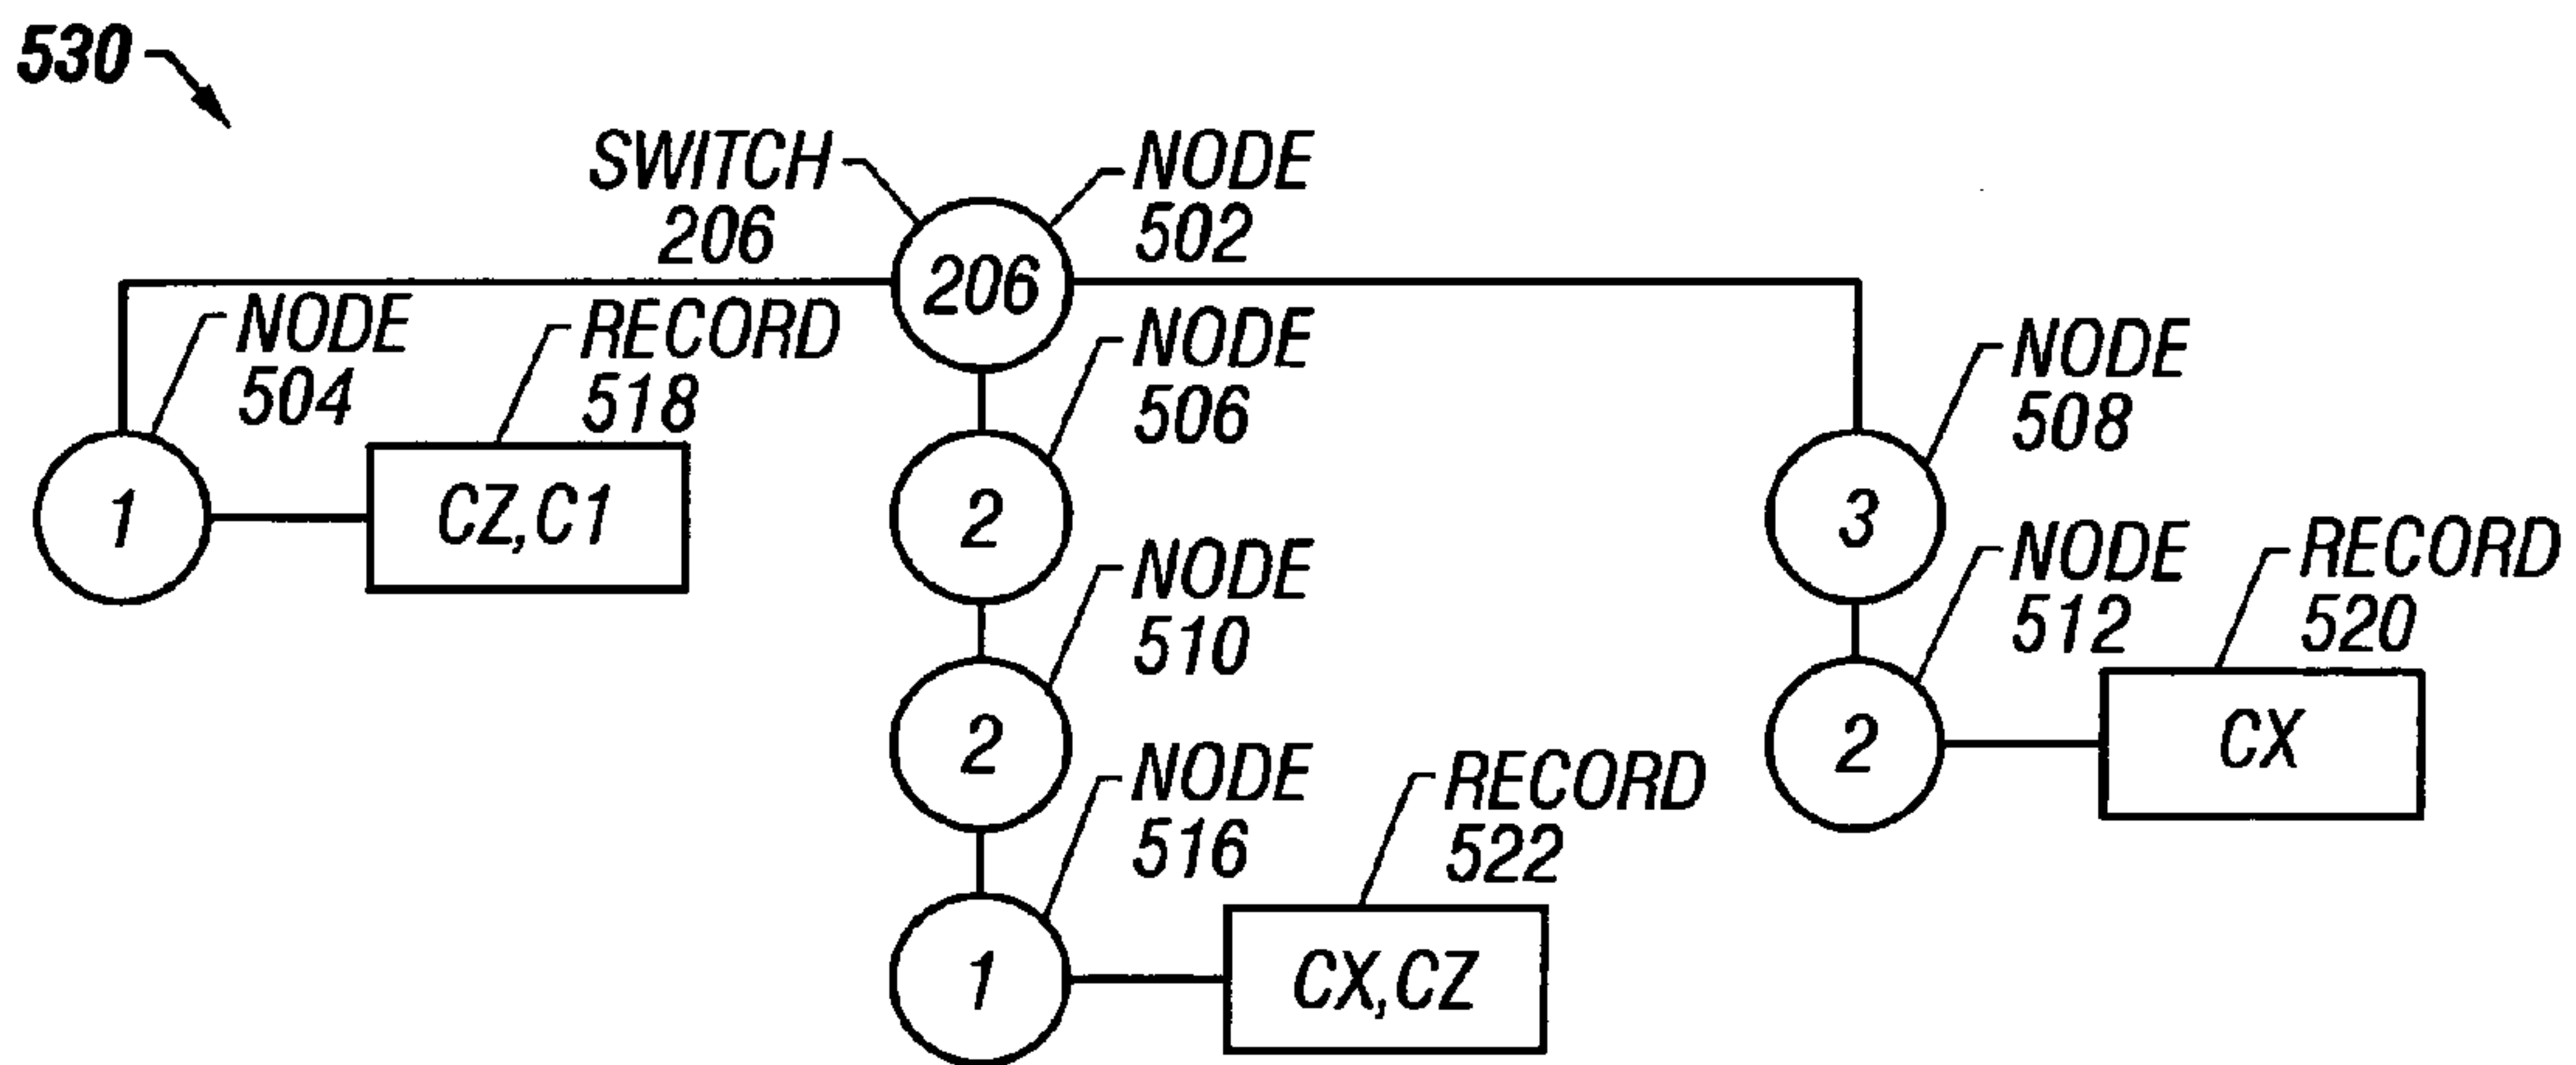 530
SWITCH
206
NODE
502
206
NODE
504
RECORD
518
NODE
506
NODE
508
1
CZ,C1
2
3
NODE
510
NODE
512
RECORD
520
2
2
CX
NODE
516
RECORD
522
1
CX,CZ